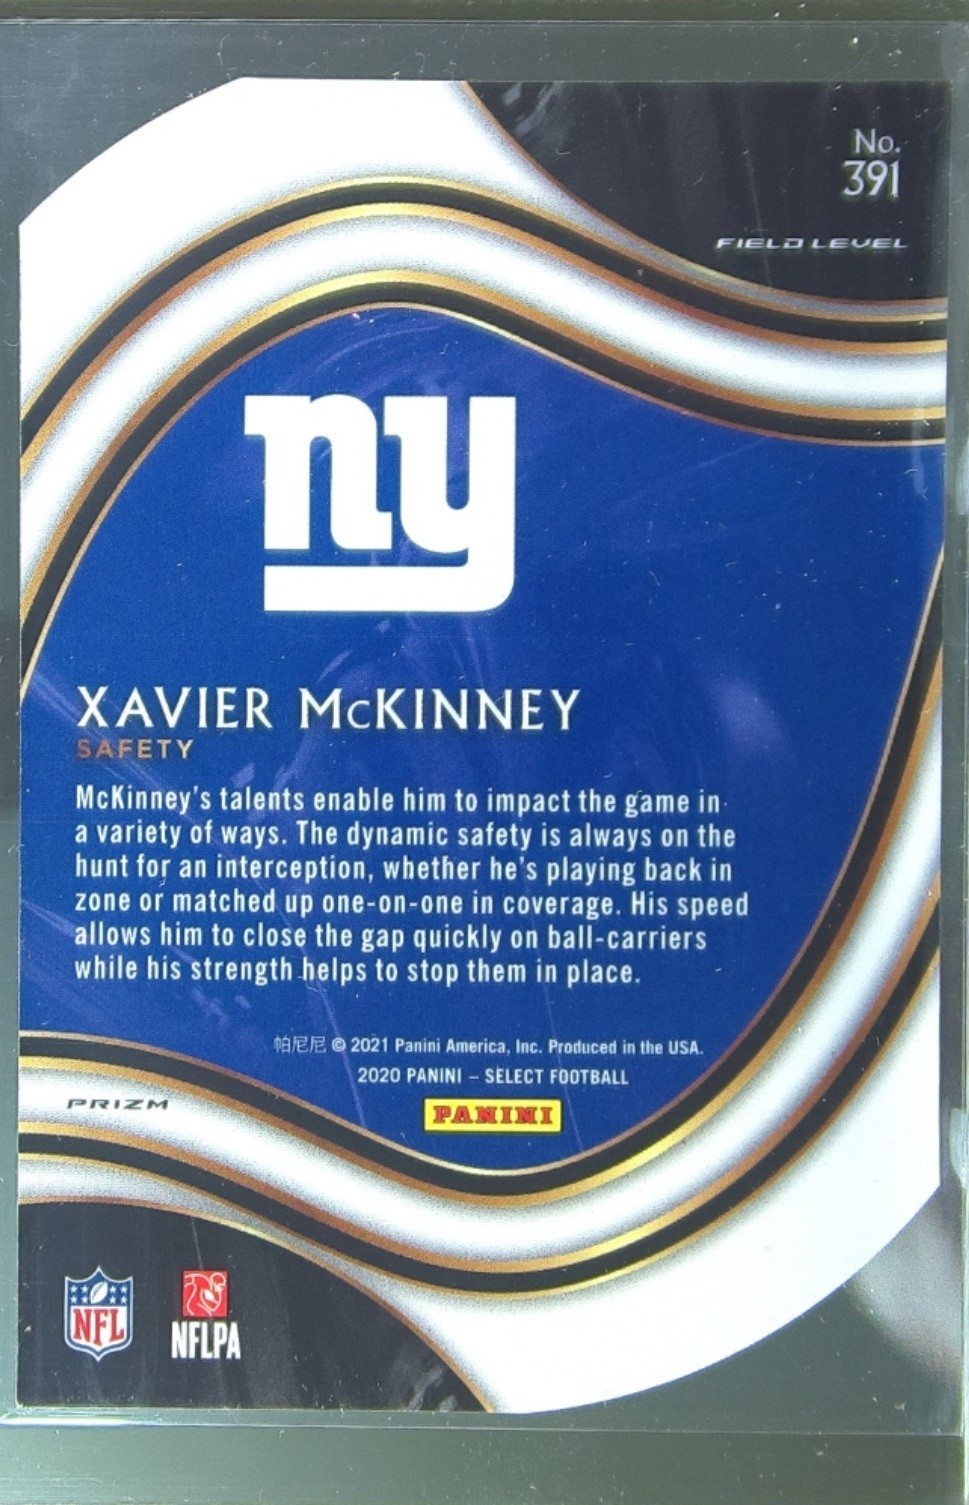 No.
391
FIELD LEVEL
ny
XAVIER McKINNEY
SAFETY
McKinney's talents enable him to impact the game in
a variety of ways. The dynamic safety is always on the
hunt for an interception, whether he's playing back in
zone or matched up one-on-one in coverage. His speed
allows him to close the gap quickly on ball-carriers
while his strength helps to stop them in place.
帕尼尼 © 2021 Panini America, Inc. Produced in the USA.
2020 PANINI – SELECT FOOTBALL
PANINI
PRIZM
NFL
NFLPA